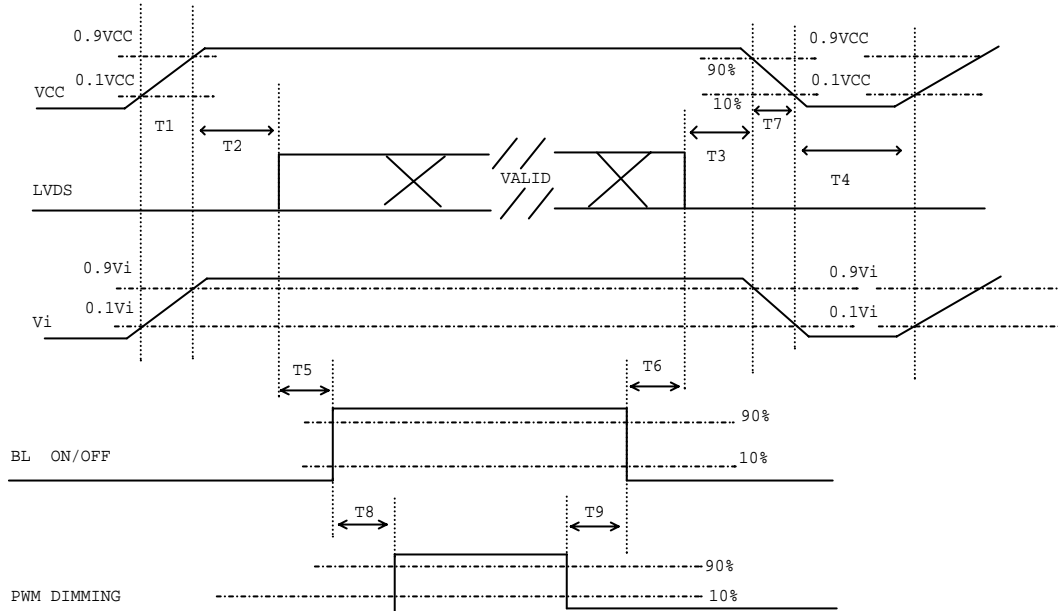 0.9VCC
0.9VCC
90%
0.1VCC
0.1VCC
VCC
10%
T1
T2
T3
T7
T4
VALID
LVDS
0.9Vi
0.9Vi
0.1Vi
0.1Vi
Vi
T5
T6
90%
BL ON/OFF
10%
T8
T9
90%
PWM DIMMING
10%